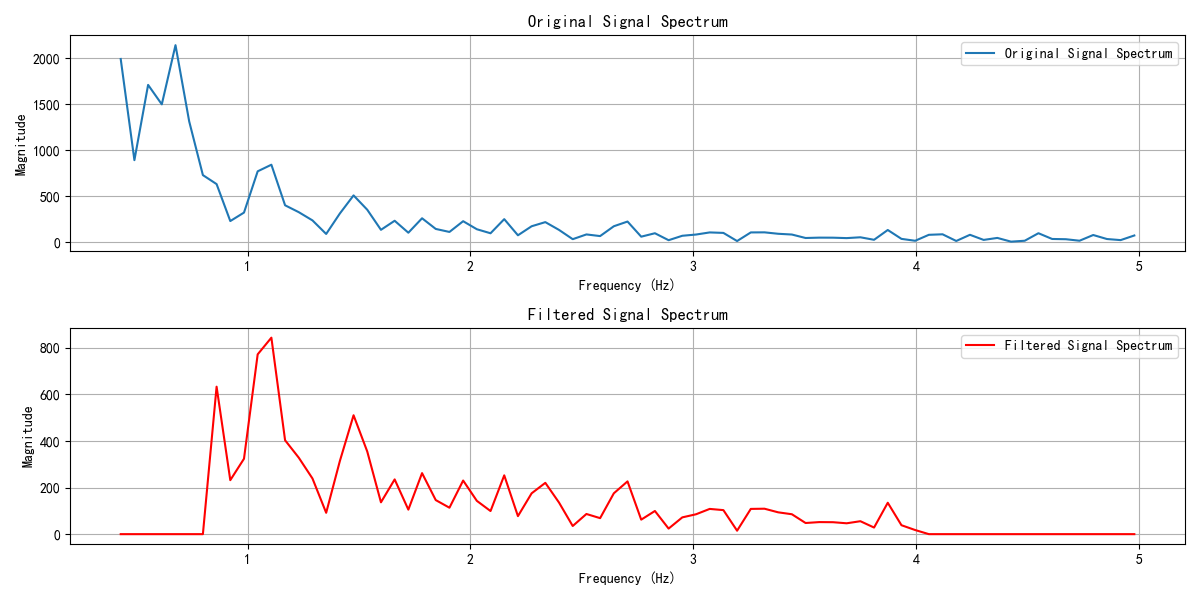 Original Signal Spectrum
2000
1500
1000
500
0
Magnitude
Original Signal Spectrum
1 2 3 4 5
Frequency (Hz)
Filtered Signal Spectrum
800
600
400
200
0
Magnitude
Filtered Signal Spectrum
1 2 3 4 5
Frequency (Hz)